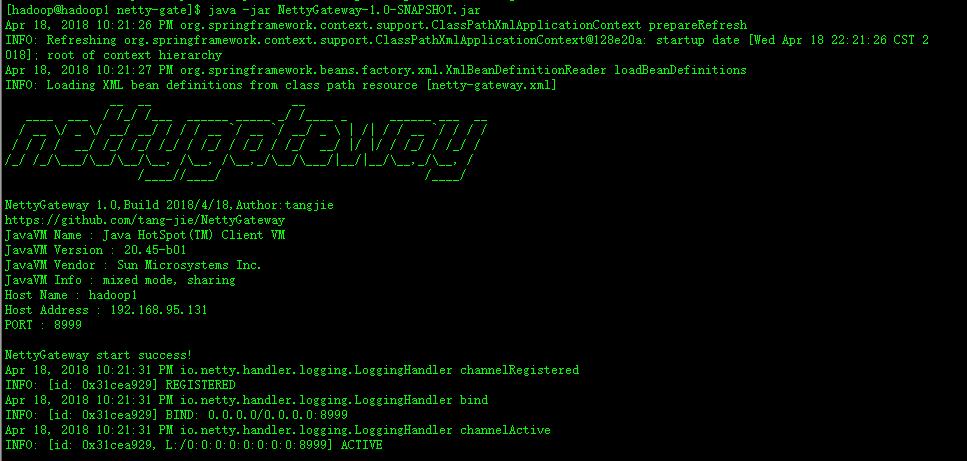 [hadoop@hadoop1 netty-gate]$ java -jar NettyGateway-1.0-SNAPSHOT.jar
Apr 18, 2018 10:21:26 PM org.springframework.context.support.ClassPathXmlApplicationContext prepareRefresh
INFO: Refreshing org.springframework.context.support.ClassPathXmlApplicationContext@128e20a: startup date [Wed Apr 18 22:21:26 CST 2
018]; root of context hierarchy
Apr 18, 2018 10:21:27 PM org.springframework.beans.factory.xml.XmlBeanDefinitionReader loadBeanDefinitions
INFO: Loading XML bean definitions from class path resource [netty-gateway.xml]
nettygateway
NettyGateway 1.0,Build 2018/4/18,Author:tangjie
https://github.com/tang-jie/NettyGateway
JavaVM Name : Java HotSpot(TM) Client VM
JavaVM Version : 20.45-b01
JavaVM Vendor : Sun Microsystems Inc.
JavaVM Info : mixed mode, sharing
Host Name : hadoop1
Host Address : 192.168.95.131
PORT : 8999
NettyGateway start success!
Apr 18, 2018 10:21:31 PM io.netty.handler.logging.LoggingHandler channelRegistered
INFO: [id: 0x31cea929] REGISTERED
Apr 18, 2018 10:21:31 PM io.netty.handler.logging.LoggingHandler bind
INFO: [id: 0x31cea929] BIND: 0.0.0.0/0.0.0.0:8999
Apr 18, 2018 10:21:31 PM io.netty.handler.logging.LoggingHandler channelActive
INFO: [id: 0x31cea929, L:/0:0:0:0:0:0:0:0:8999] ACTIVE